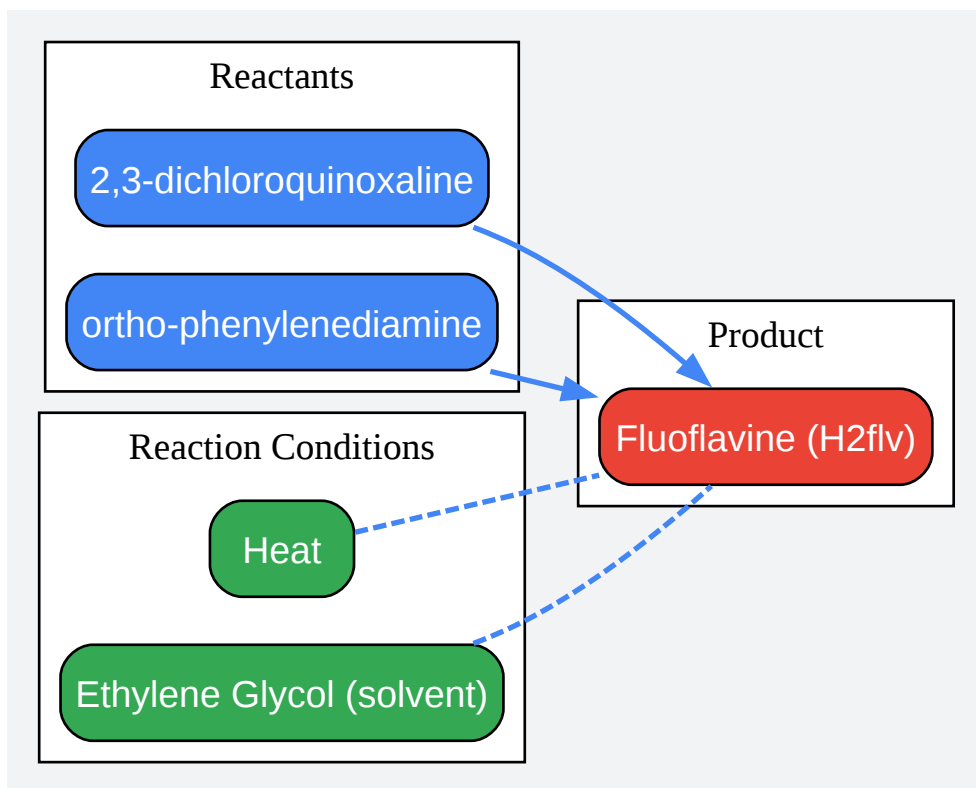 Reactants
2,3-dichloroquinoxaline
ortho-phenylenediamine
Product
Fluoflavine (H2flv)
Reaction Conditions
Heat
Ethylene Glycol (solvent)